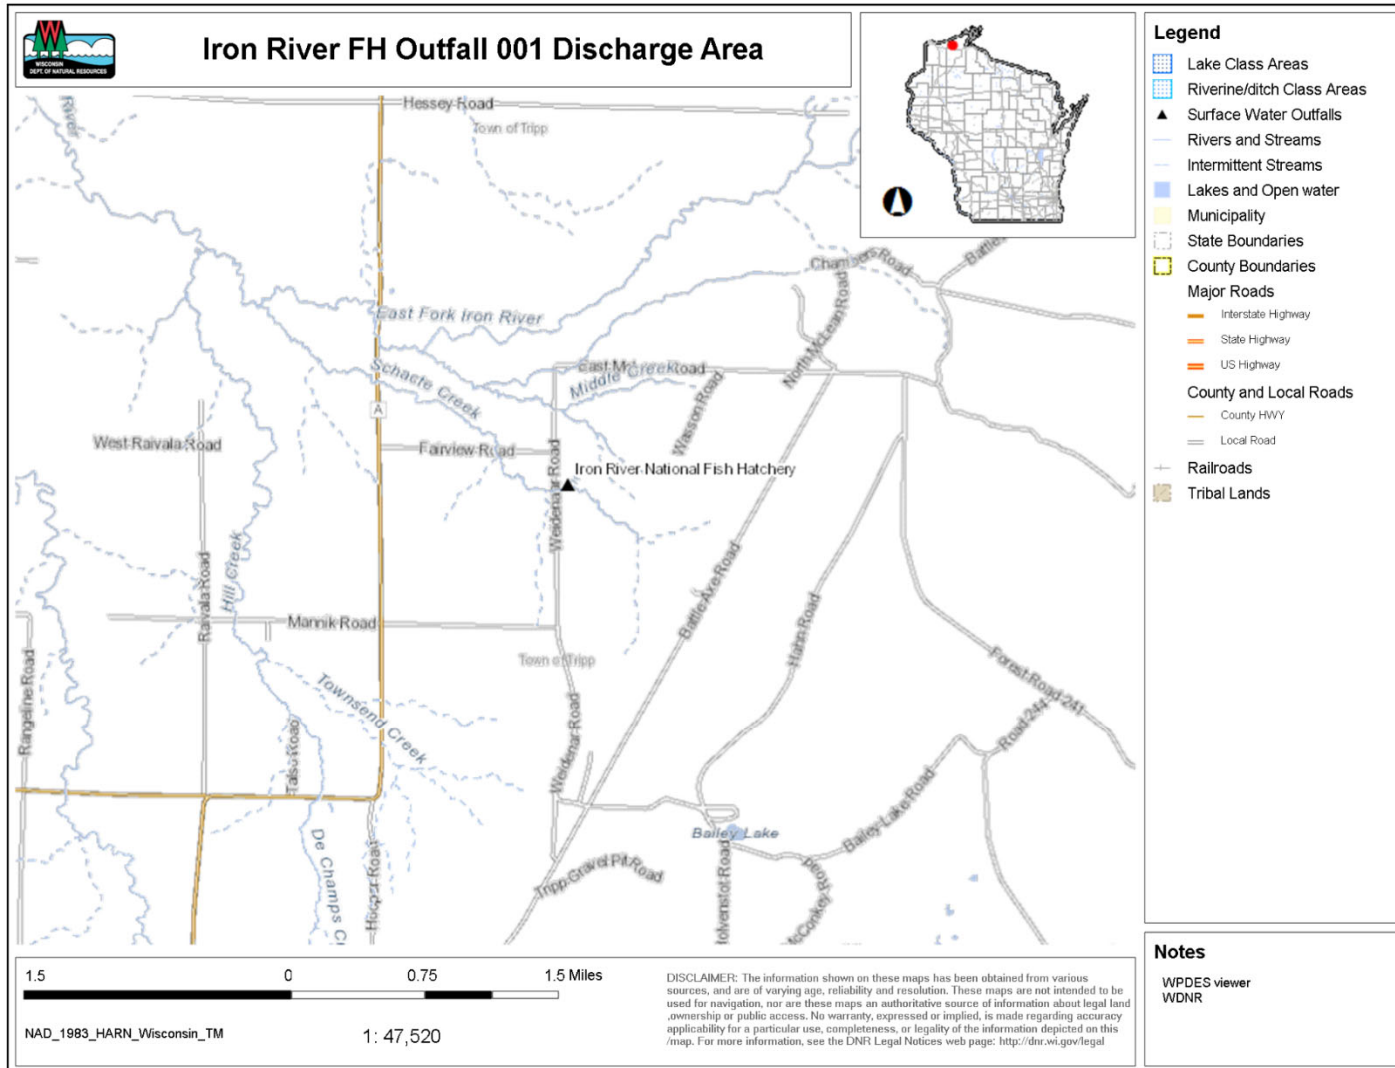 W
WISCONSIN
DEPT. OF NATURAL RESOURCES
Iron River FH Outfall 001 Discharge Area
Legend
Lake Class Areas
Riverine/ditch Class Areas
Surface Water Outfalls
Rivers and Streams
Intermittent Streams
Lakes and Open water
Municipality
State Boundaries
County Boundaries
Major Roads
Interstate Highway
State Highway
US Highway
County and Local Roads
County HWY
Local Road
Railroads
Tribal Lands
River
Hessey Road
Town of Tripp
Chambers Road
Battle
North McLean Road
East Fork Iron River
Schacte Creek
East Road
Middle Creek
Wasson Road
A
West Raivala Road
Fairview Road
Iron River National Fish Hatchery
Weidenaar Road
Hill Creek
Raivala Road
Battle Axe Road
Hahn Road
Mannik Road
Town of Tripp
Rangeline Road
Townsend Creek
Forest Road 241
Road 244
Weidenar Road
Taisu Road
Bailey Lake Road
Bailey Lake
De Champs C
Road
Tripp Gravel Pit Road
olvenstol Road
McConkey R
1.5 0 0.75 1.5 Miles
NAD_1983_HARN_Wisconsin_TM
1: 47,520
DISCLAIMER: The information shown on these maps has been obtained from various
sources, and are of varying age, reliability and resolution. These maps are not intended to be
used for navigation, nor are these maps an authoritative source of information about legal land
,ownership or public access. No warranty, expressed or implied, is made regarding accuracy
applicability for a particular use, completeness, or legality of the information depicted on this
/map. For more information, see the DNR Legal Notices web page: http://dnr.wi.gov/legal
Notes
WPDES viewer
WDNR